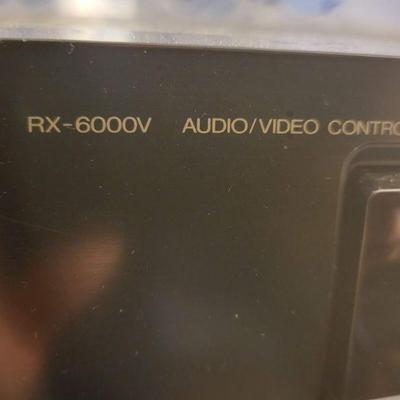 RX-6000V AUDIO/VIDEO CONTRO